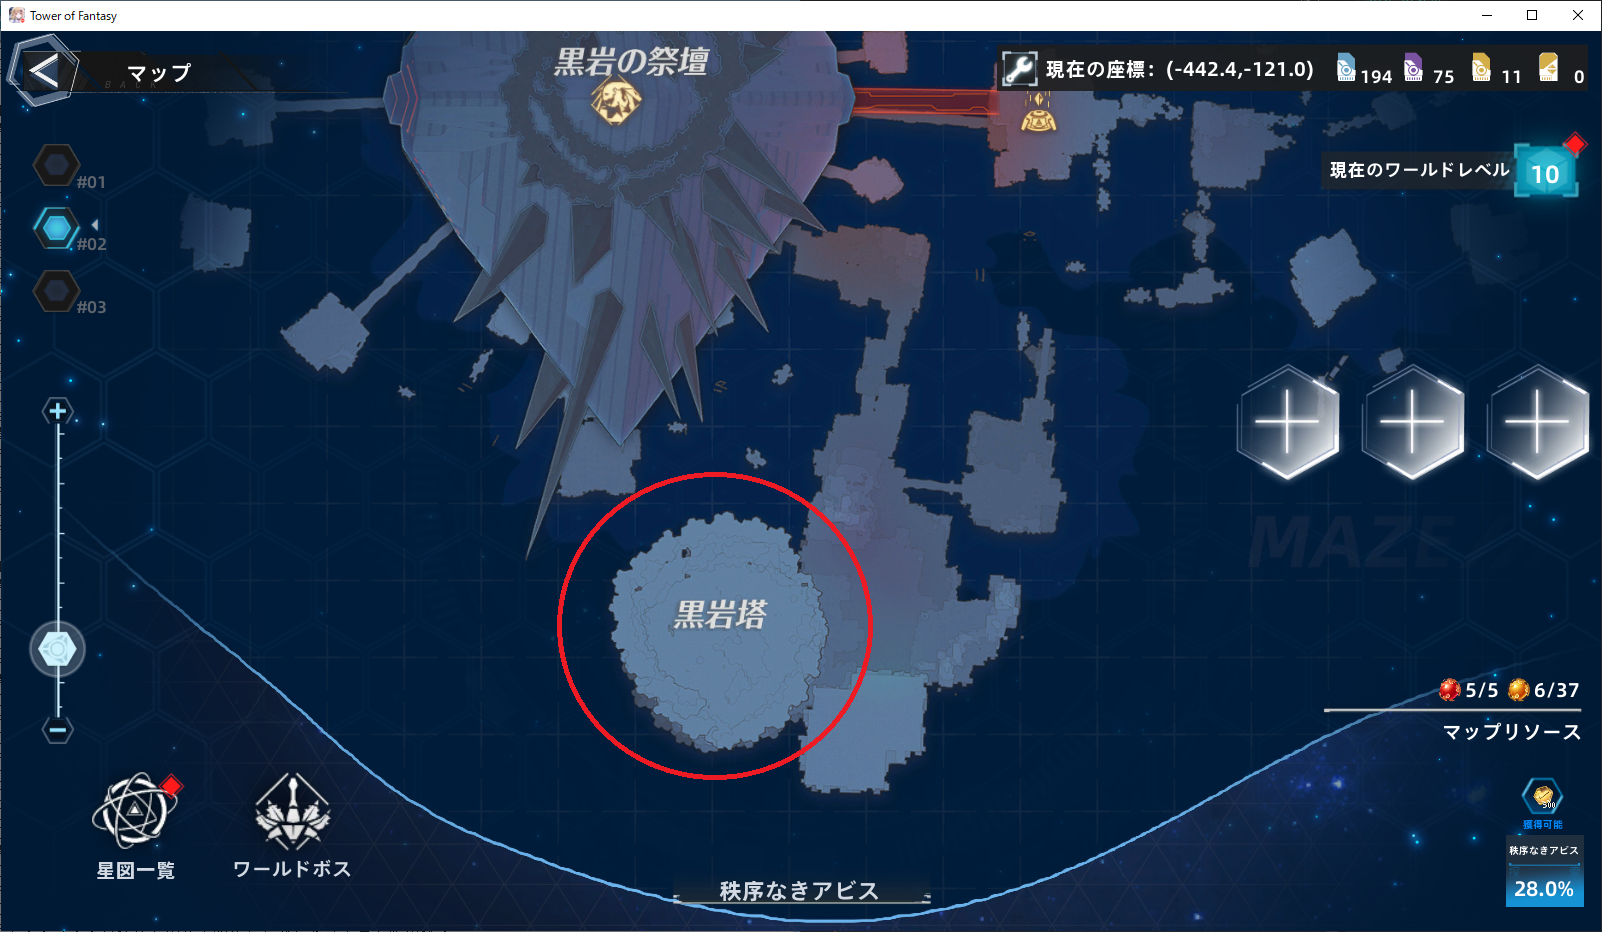 Tower of Fantasy
マップ
BACK
黒岩の祭壇
現在の座標：(-442.4,-121.0)
194
75
11
0
現在のワールドレベル
10
#01
#02
#03
MAZE
黒岩塔
5/5
6/37
マップリソース
500
獲得可能
秩序なきアビス
28.0%
星図一覧
ワールドボス
秩序なきアビス